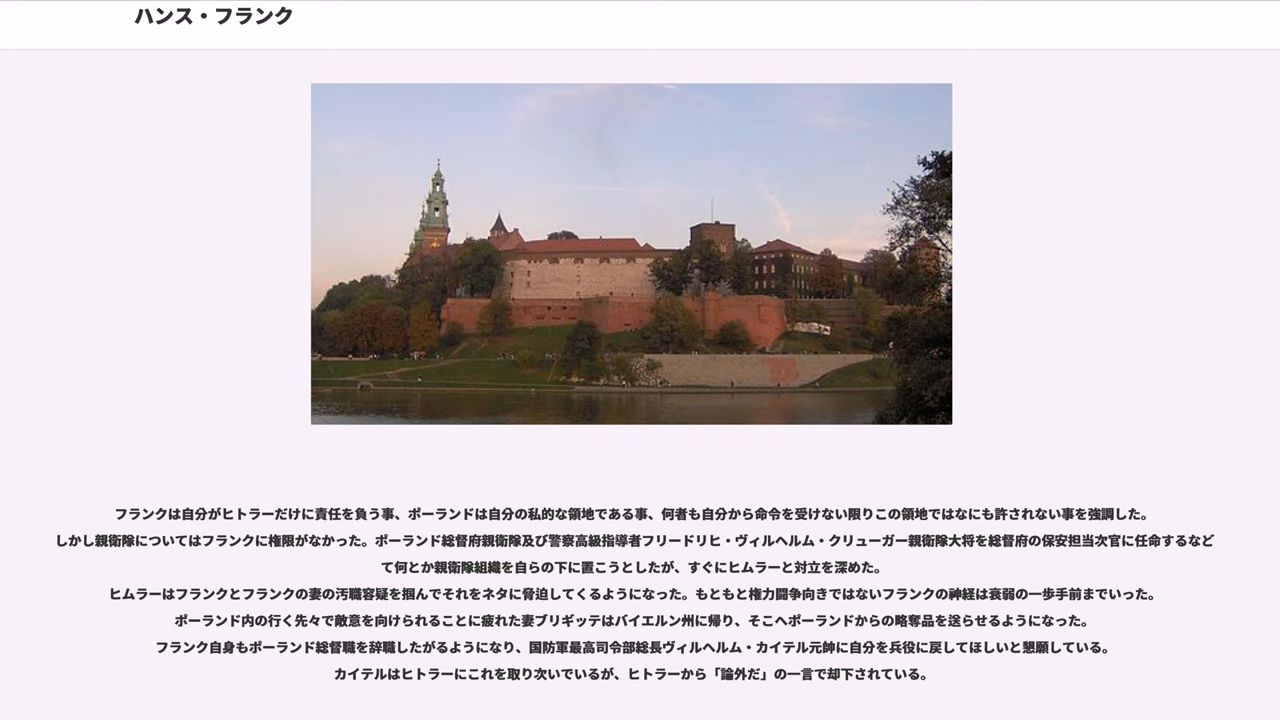 ハンス・フランク
フランクは自分がヒトラーだけに責任を負う事、ポーランドは自分の私的な領地である事、何者も自分から命令を受けない限りこの領地ではなにも許されない事を強調した。
しかし親衛隊についてはフランクに権限がなかった。ポーランド総督府親衛隊及び警察高級指導者フリードリヒ・ヴィルヘルム・クリューガー親衛隊大将を総督府の保安担当次官に任命するなど
て何とか親衛隊組織を自らの下に置こうとしたが、すぐにヒムラーと対立を深めた。
ヒムラーはフランクとフランクの妻の汚職容疑を掴んでそれをネタに脅迫してくるようになった。もともと権力闘争向きではないフランクの神経は衰弱の一歩手前までいった。
ポーランド内の行く先々で敵意を向けられることに疲れた妻ブリギッテはバイエルン州に帰り、そこへポーランドからの略奪品を送らせるようになった。
フランク自身もポーランド総督職を辞職したがるようになり、国防軍最高司令部総長ヴィルヘルム・カイテル元帥に自分を兵役に戻してほしいと懇願している。
カイテルはヒトラーにこれを取り次いでいるが、ヒトラーから「論外だ」の一言で却下されている。